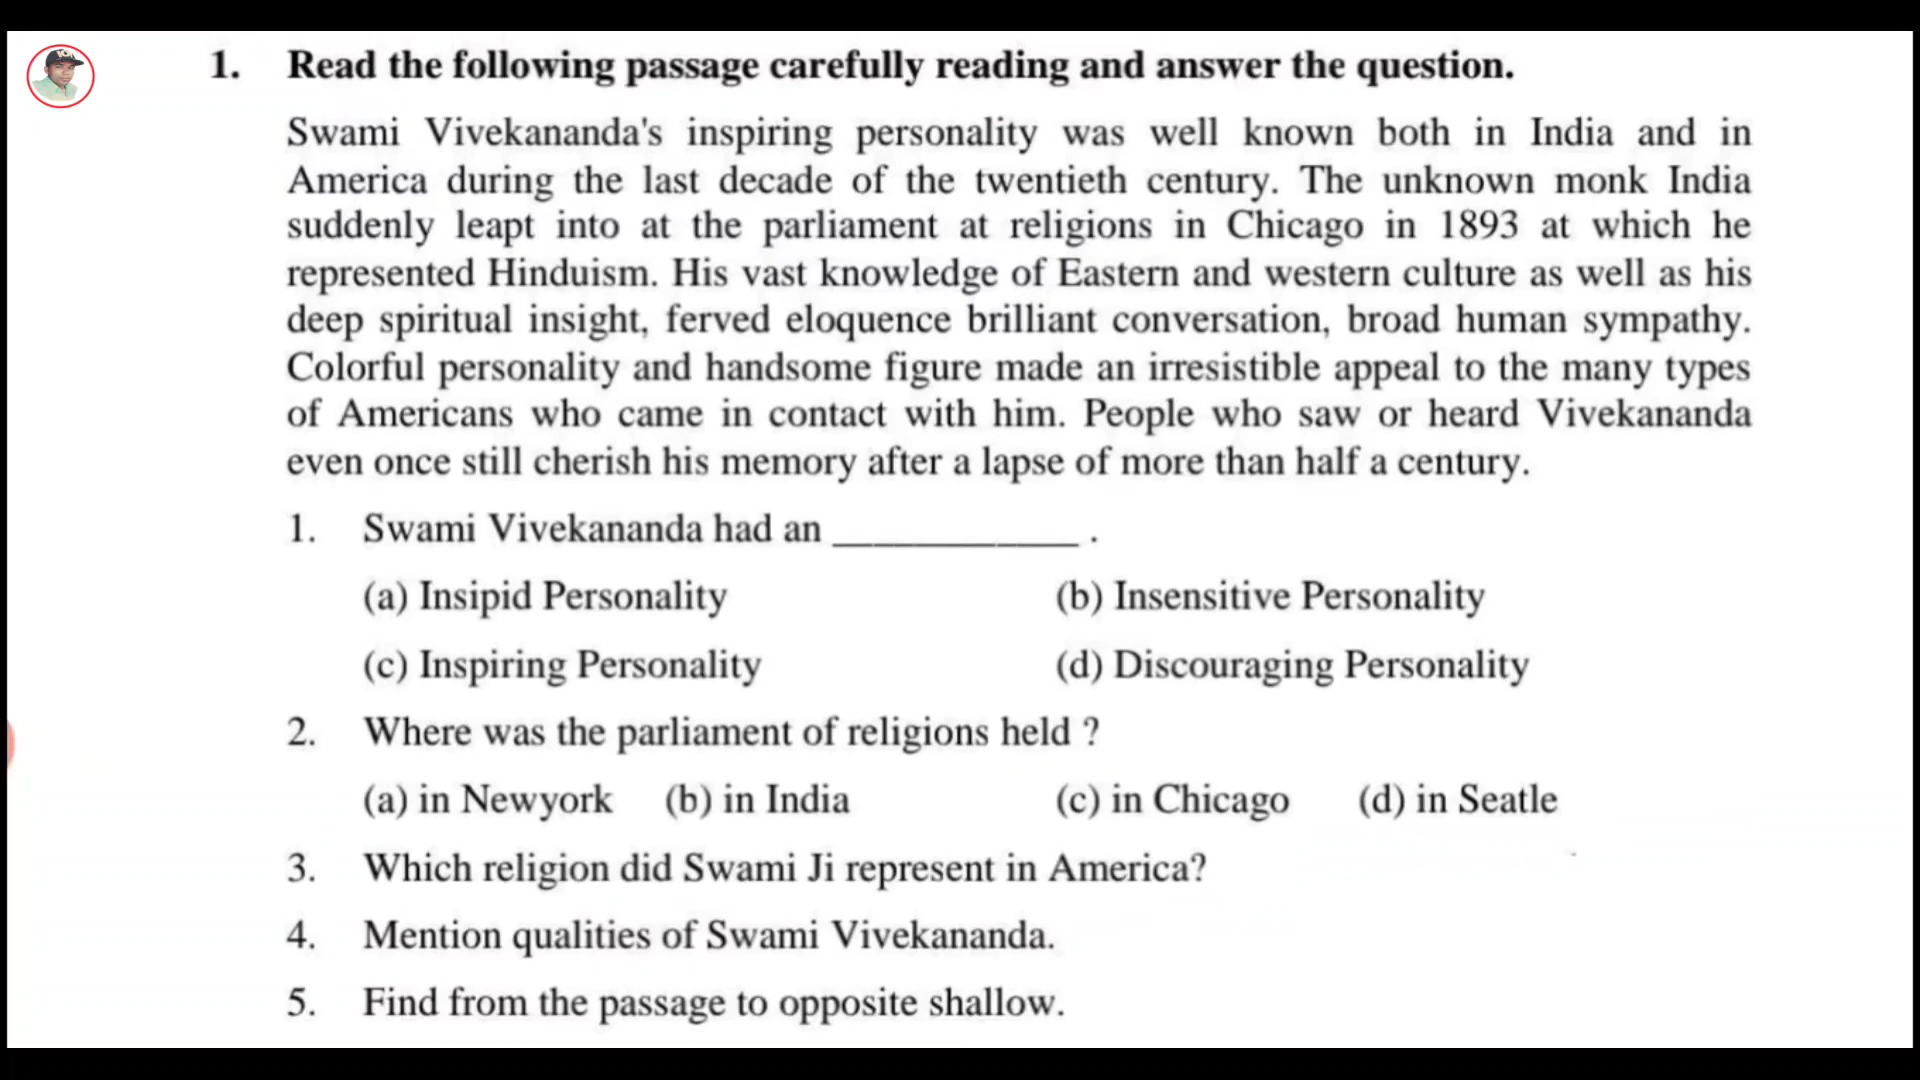 1. Read the following passage carefully reading and answer the question.
Swami Vivekananda's inspiring personality was well known both in India and in
America during the last decade of the twentieth century. The unknown monk India
suddenly leapt into at the parliament at religions in Chicago in 1893 at which he
represented Hinduism. His vast knowledge of Eastern and western culture as well as his
deep spiritual insight, ferved eloquence brilliant conversation, broad human sympathy.
Colorful personality and handsome figure made an irresistible appeal to the many types
of Americans who came in contact with him. People who saw or heard Vivekananda
even once still cherish his memory after a lapse of more than half a century.
1. Swami Vivekananda had an ____________ .
(a) Insipid Personality (b) Insensitive Personality
(c) Inspiring Personality (d) Discouraging Personality
2. Where was the parliament of religions held ?
(a) in Newyork (b) in India (c) in Chicago (d) in Seatle
3. Which religion did Swami Ji represent in America?
4. Mention qualities of Swami Vivekananda.
5. Find from the passage to opposite shallow.